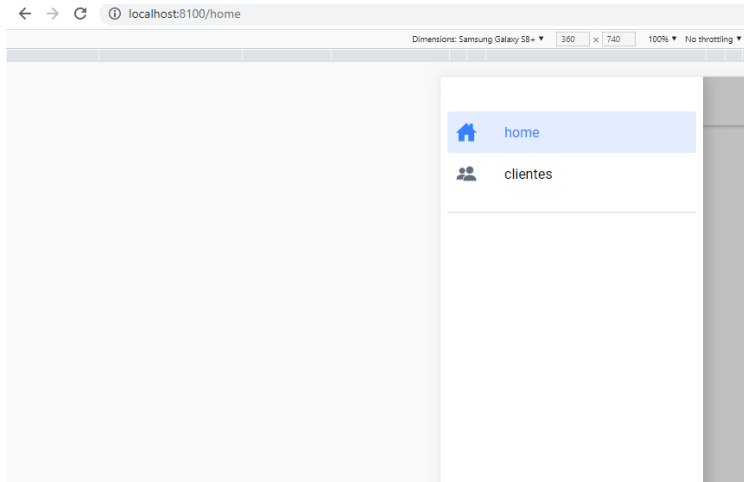 localhost:8100/home
Dimensions: Samsung Galaxy S8+ ▼ 360 × 740 100% ▼ No throttling ▼
home
clientes